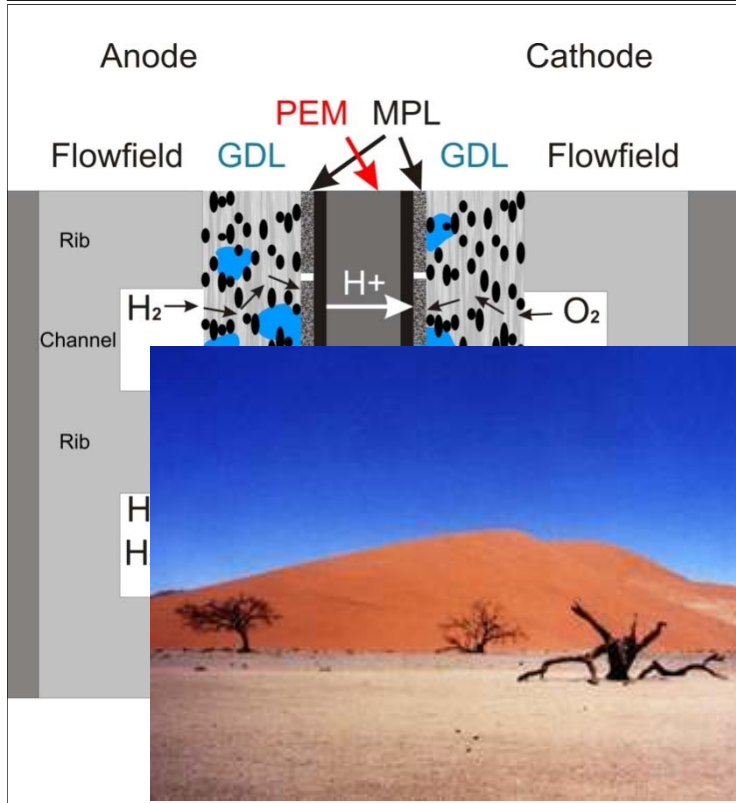 Anode Cathode
PEM MPL
Flowfield GDL GDL Flowfield
Rib
H+
H₂ O₂
Channel
Rib
H
H